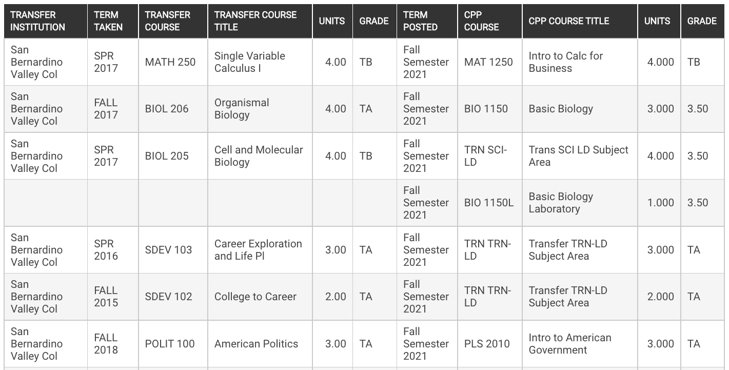 TRANSFER INSTITUTION TERM TAKEN TRANSFER COURSE TRANSFER COURSE TITLE UNITS GRADE TERM POSTED CPP COURSE CPP COURSE TITLE UNITS GRADE
San Bernardino Valley Col SPR 2017 MATH 250 Single Variable Calculus I 4.00 TB Fall Semester 2021 MAT 1250 Intro to Calc for Business 4.000 TB
San Bernardino Valley Col FALL 2017 BIOL 206 Organismal Biology 4.00 TA Fall Semester 2021 BIO 1150 Basic Biology 3.000 3.50
San Bernardino Valley Col SPR 2017 BIOL 205 Cell and Molecular Biology 4.00 TB Fall Semester 2021 TRN SCI-LD Trans SCI LD Subject Area 4.000 3.50
Fall Semester 2021 BIO 1150L Basic Biology Laboratory 1.000 3.50
San Bernardino Valley Col SPR 2016 SDEV 103 Career Exploration and Life Pl 3.00 TA Fall Semester 2021 TRN TRN-LD Transfer TRN-LD Subject Area 3.000 TA
San Bernardino Valley Col FALL 2015 SDEV 102 College to Career 2.00 TA Fall Semester 2021 TRN TRN-LD Transfer TRN-LD Subject Area 2.000 TA
San Bernardino Valley Col FALL 2018 POLIT 100 American Politics 3.00 TA Fall Semester 2021 PLS 2010 Intro to American Government 3.000 TA